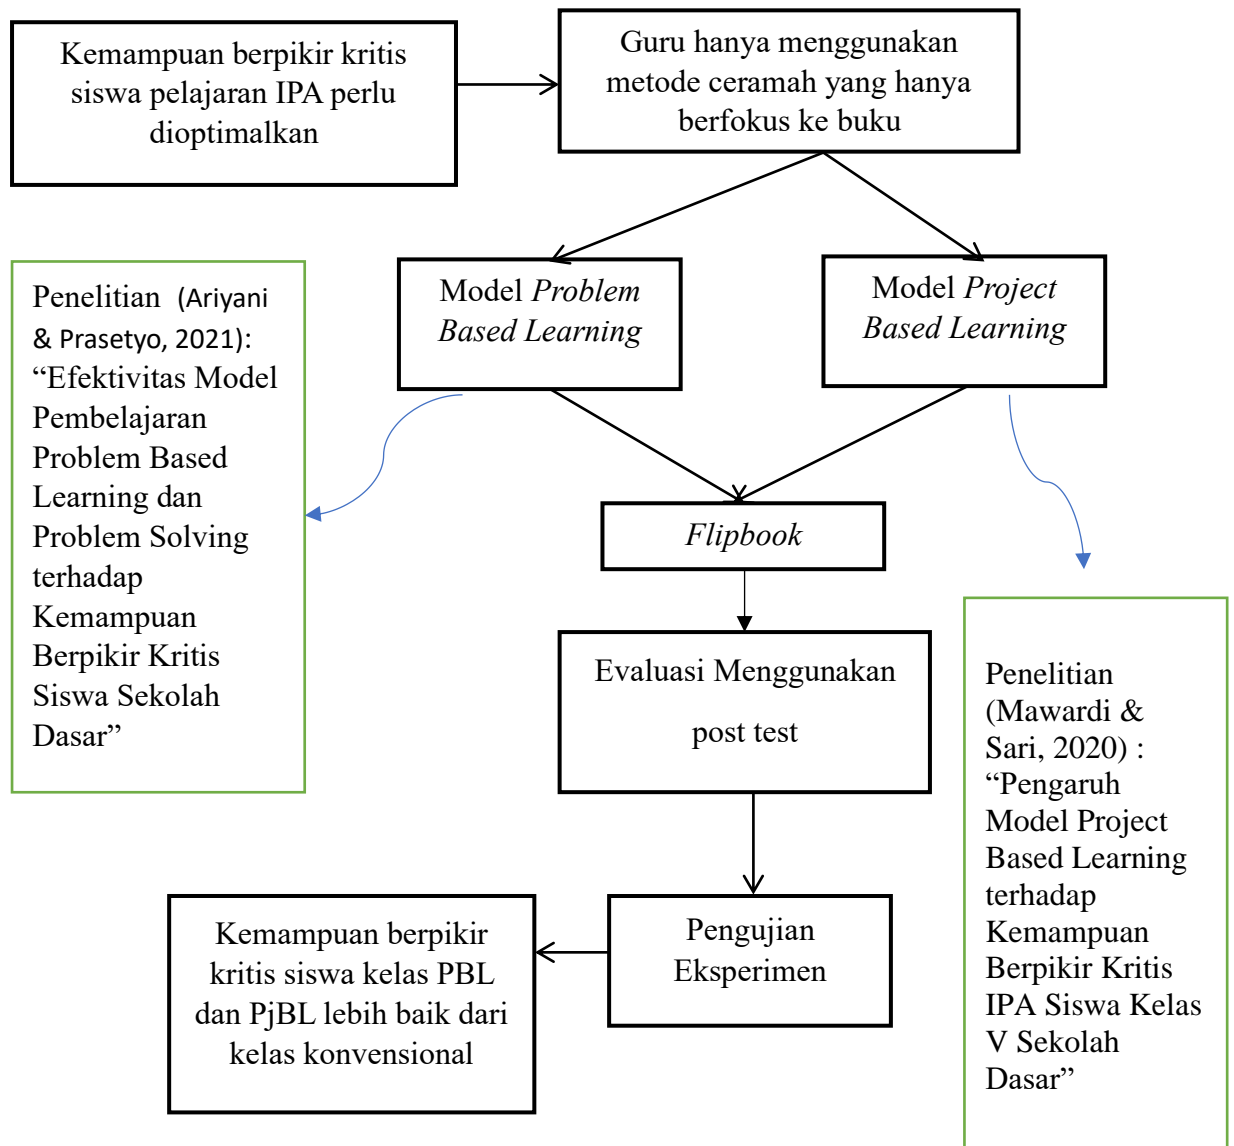 Kemampuan berpikir kritis
siswa pelajaran IPA perlu
dioptimalkan
Guru hanya menggunakan
metode ceramah yang hanya
berfokus ke buku
Penelitian (Ariyani
& Prasetyo, 2021):
“Efektivitas Model
Pembelajaran
Problem Based
Learning dan
Problem Solving
terhadap
Kemampuan
Berpikir Kritis
Siswa Sekolah
Dasar”
Model Problem
Based Learning
Model Project
Based Learning
Flipbook
Evaluasi Menggunakan
post test
Penelitian
(Mawardi &
Sari, 2020) :
“Pengaruh
Model Project
Based Learning
terhadap
Kemampuan
Berpikir Kritis
IPA Siswa Kelas
V Sekolah
Dasar”
Pengujian
Eksperimen
Kemampuan berpikir
kritis siswa kelas PBL
dan PjBL lebih baik dari
kelas konvensional